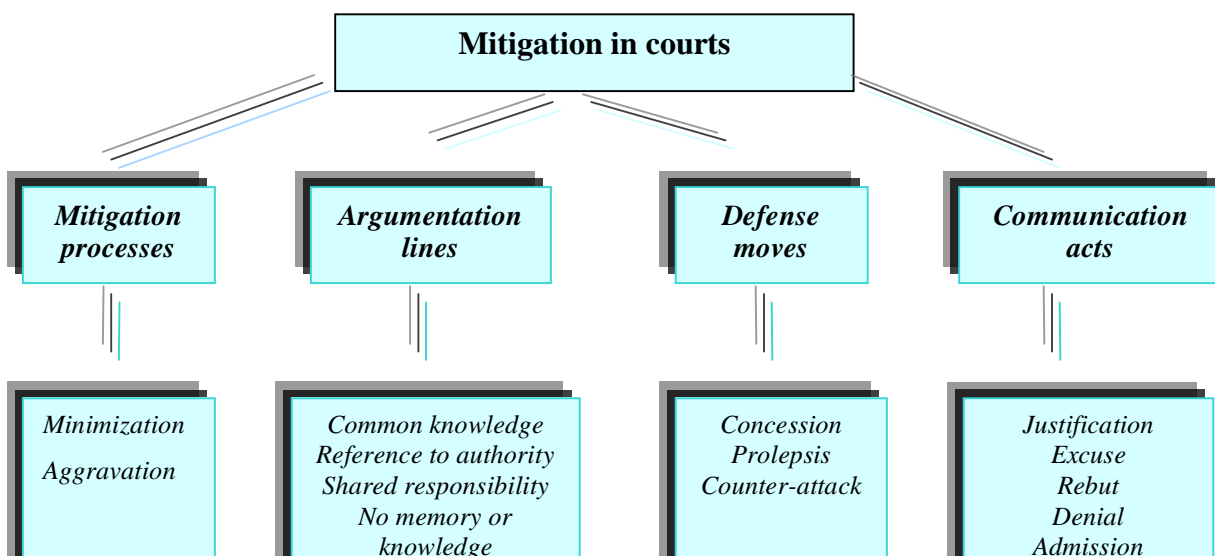 Mitigation in courts
Mitigation
processes
Argumentation
lines
Defense
moves
Communication
acts
Minimization
Aggravation
Common knowledge
Reference to authority
Shared responsibility
No memory or
knowledge
Concession
Prolepsis
Counter-attack
Justification
Excuse
Rebut
Denial
Admission